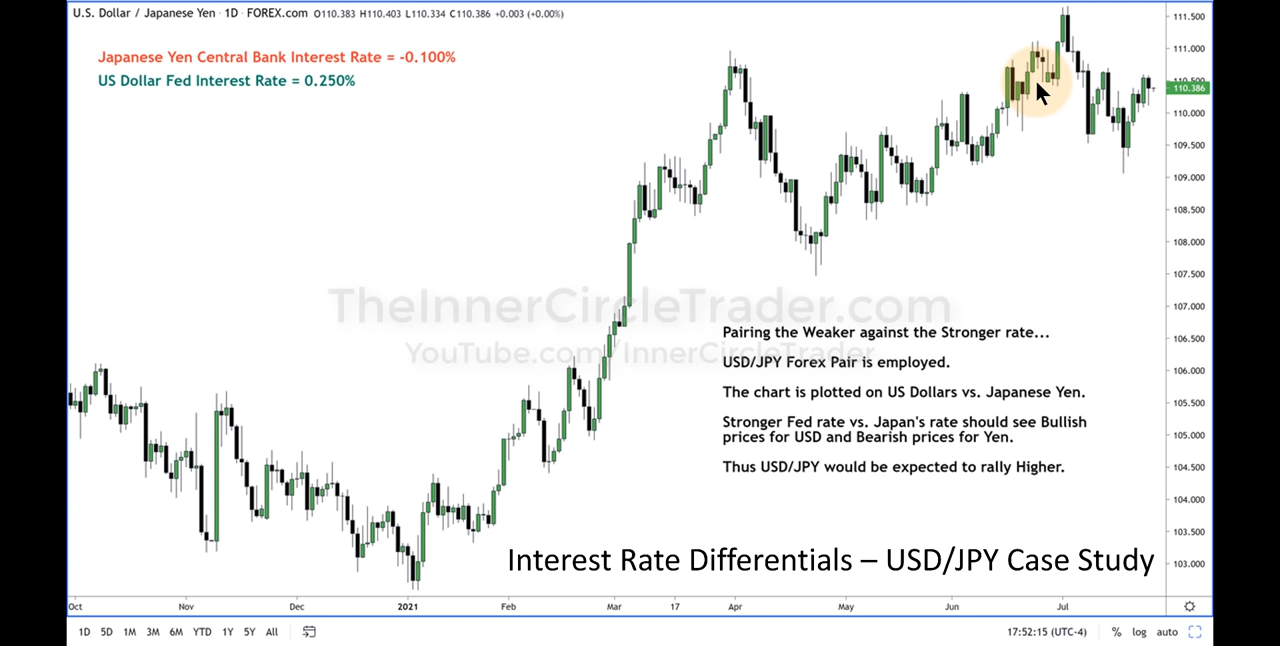 U.S. Dollar / Japanese Yen · 1D · FOREX.com O110.383 H110.403 L110.334 C110.386 +0.003 (+0.00%)
Japanese Yen Central Bank Interest Rate = -0.100%
US Dollar Fed Interest Rate = 0.250%
111.500
111.000
110.500
110.386
110.000
109.500
109.000
108.500
108.000
107.500
107.000
106.500
106.000
105.500
105.000
104.500
104.000
103.500
103.000
TheInnerCircleTrader.com
YouTube.com/InnerCircleTrader
Pairing the Weaker against the Stronger rate...
USD/JPY Forex Pair is employed.
The chart is plotted on US Dollars vs. Japanese Yen.
Stronger Fed rate vs. Japan's rate should see Bullish
prices for USD and Bearish prices for Yen.
Thus USD/JPY would be expected to rally Higher.
Interest Rate Differentials – USD/JPY Case Study
Oct Nov Dec 2021 Feb Mar 17 Apr May Jun Jul
1D 5D 1M 3M 6M YTD 1Y 5Y All 17:52:15 (UTC-4) % log auto